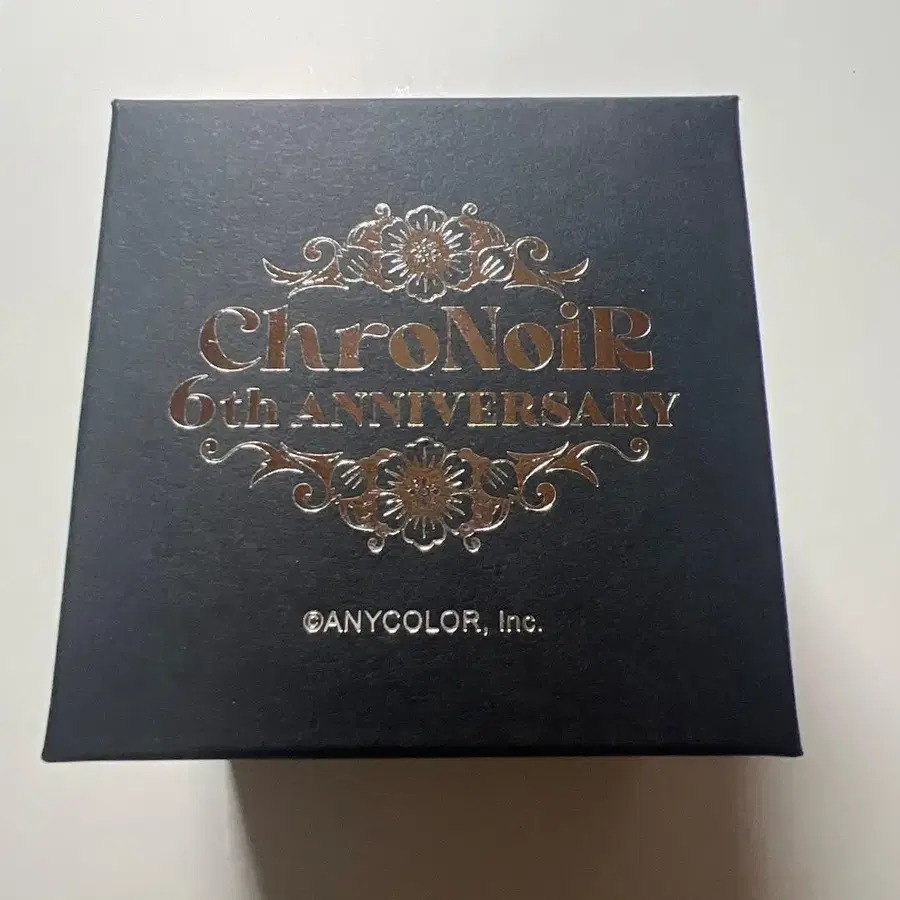 ChroNoiR
6th ANNIVERSARY
©ANYCOLOR, Inc.